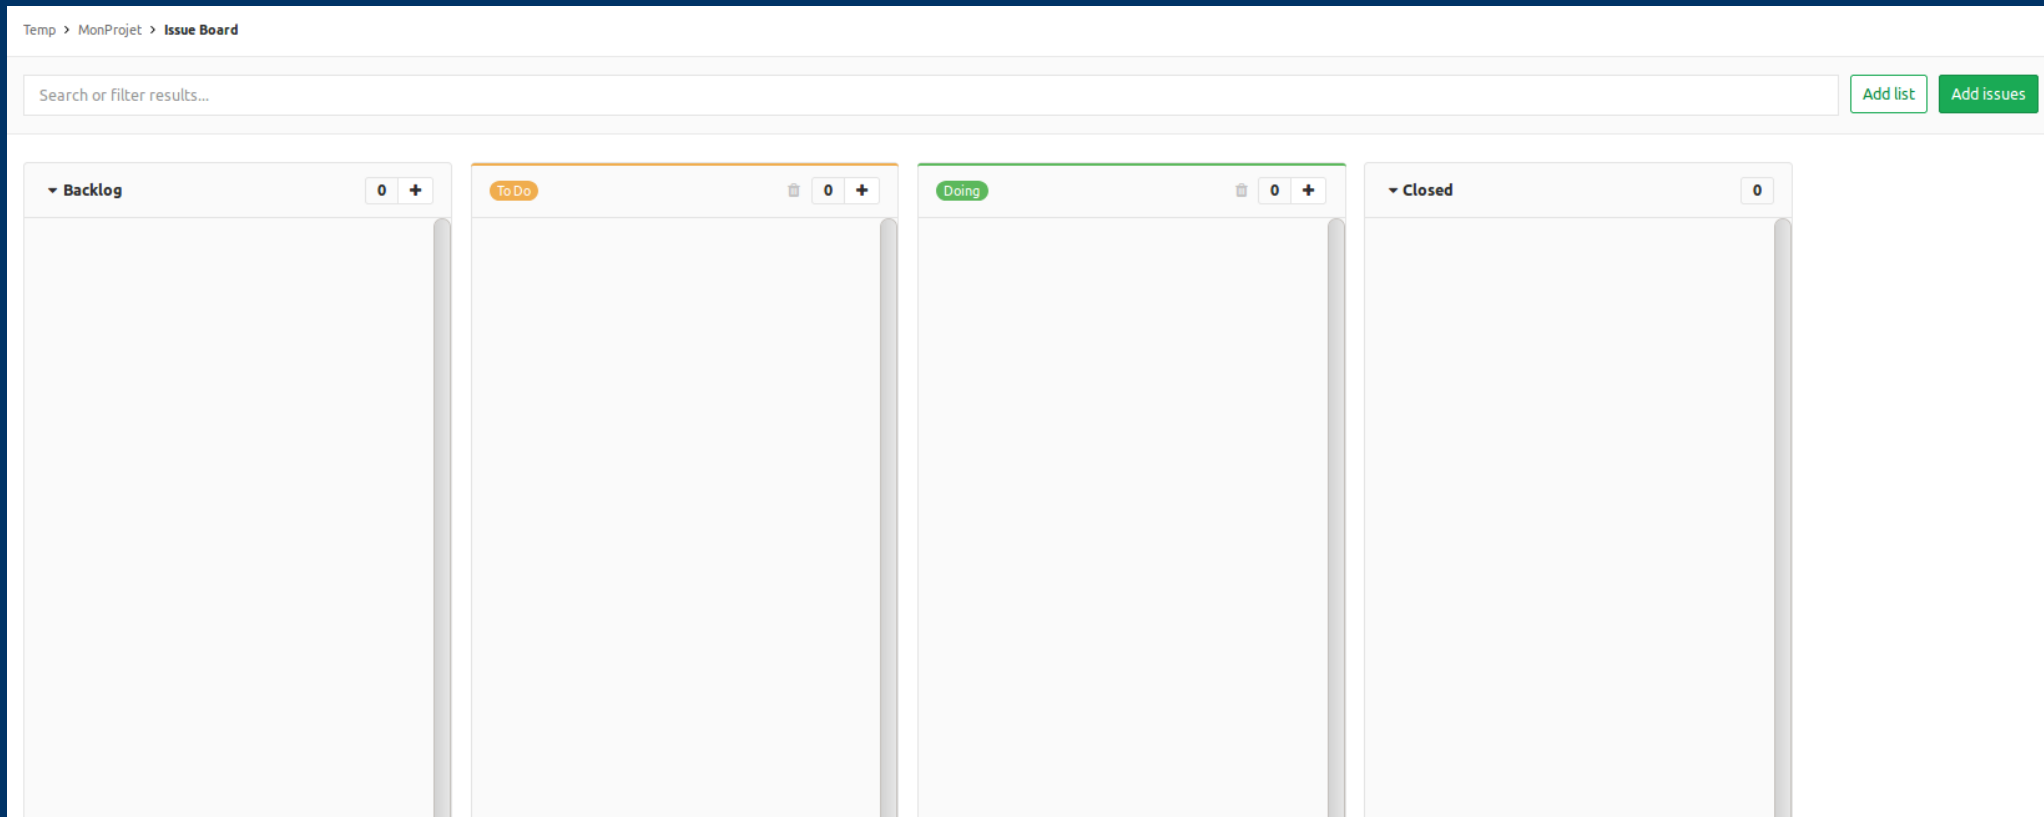 Temp > MonProjet > Issue Board
Search or filter results...
Add list
Add issues
Backlog 0 +
To Do 0 +
Doing 0 +
Closed 0